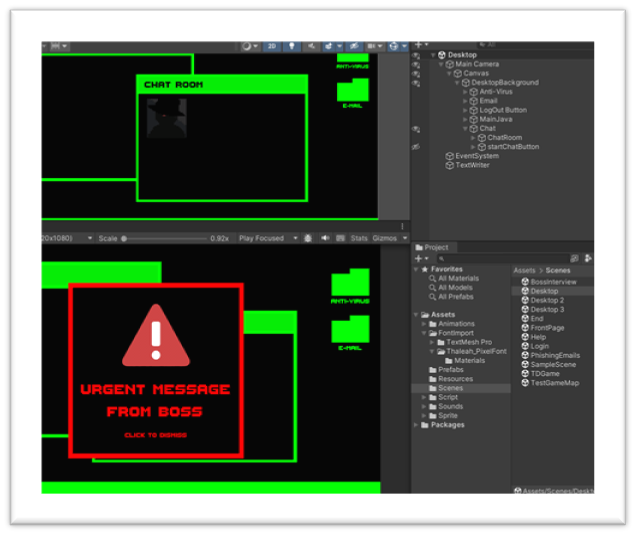 2D
All
CHAT ROOM
ANTI-VIRUS
E-MAIL
Desktop
Main Camera
Canvas
DesktopBackground
Anti-Virus
Email
LogOut Button
MainJava
Chat
ChatRoom
startChatButton
EventSystem
TextWriter
20x1080) Scale 0.92x Play Focused Stats Gizmos
ANTI-VIRUS
E-MAIL
URGENT MESSAGE
FROM BOSS
CLICK TO DISMISS
Project
Favorites
All Materials
All Models
All Prefabs
Assets
Animations
FontImport
TextMesh Pro
Thaleah_PixelFont
Materials
Prefabs
Resources
Scenes
Script
Sounds
Sprite
Packages
Assets > Scenes
BossInterview
Desktop
Desktop 2
Desktop 3
End
FrontPage
Help
Login
PhishingEmails
SampleScene
TDGame
TestGameMap
Assets/Scenes/Deskt